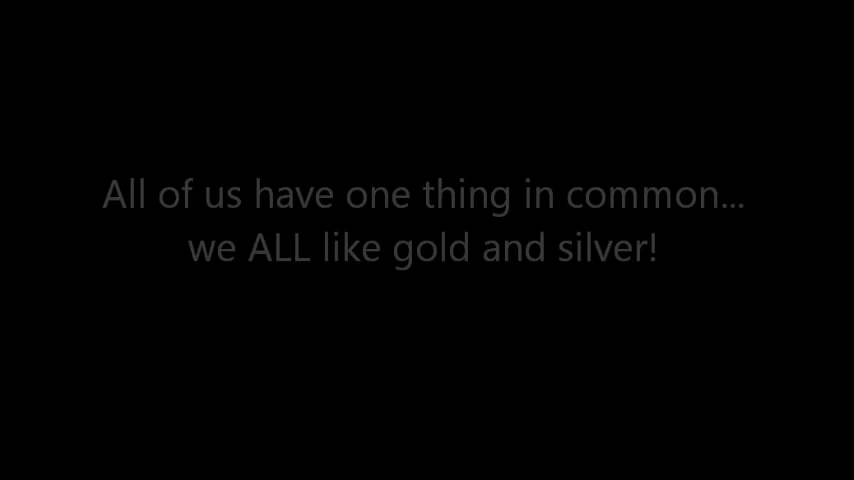 All of us have one thing in common...
we ALL like gold and silver!